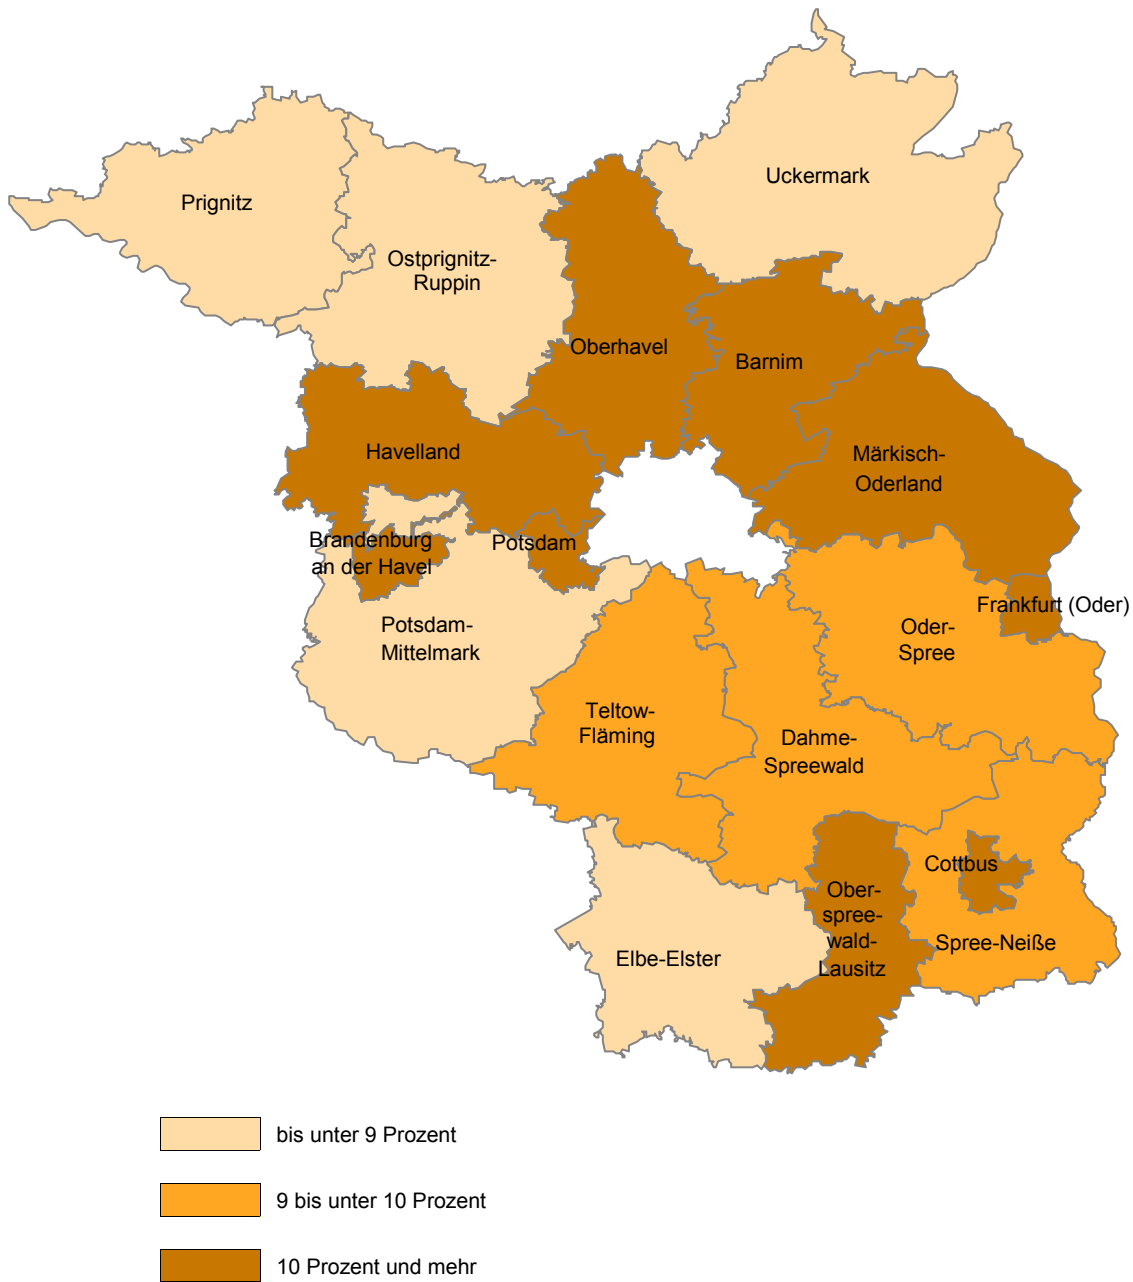 Uckermark
Prignitz
Ostprignitz-
Ruppin
Oberhavel
Barnim
Havelland
Märkisch-
Oderland
Brandenburg
an der Havel
Potsdam
Frankfurt (Oder)
Potsdam-
Mittelmark
Oder-
Spree
Teltow-
Fläming
Dahme-
Spreewald
Cottbus
Ober-
spree-
wald-
Lausitz
Spree-Neiße
Elbe-Elster
bis unter 9 Prozent
9 bis unter 10 Prozent
10 Prozent und mehr